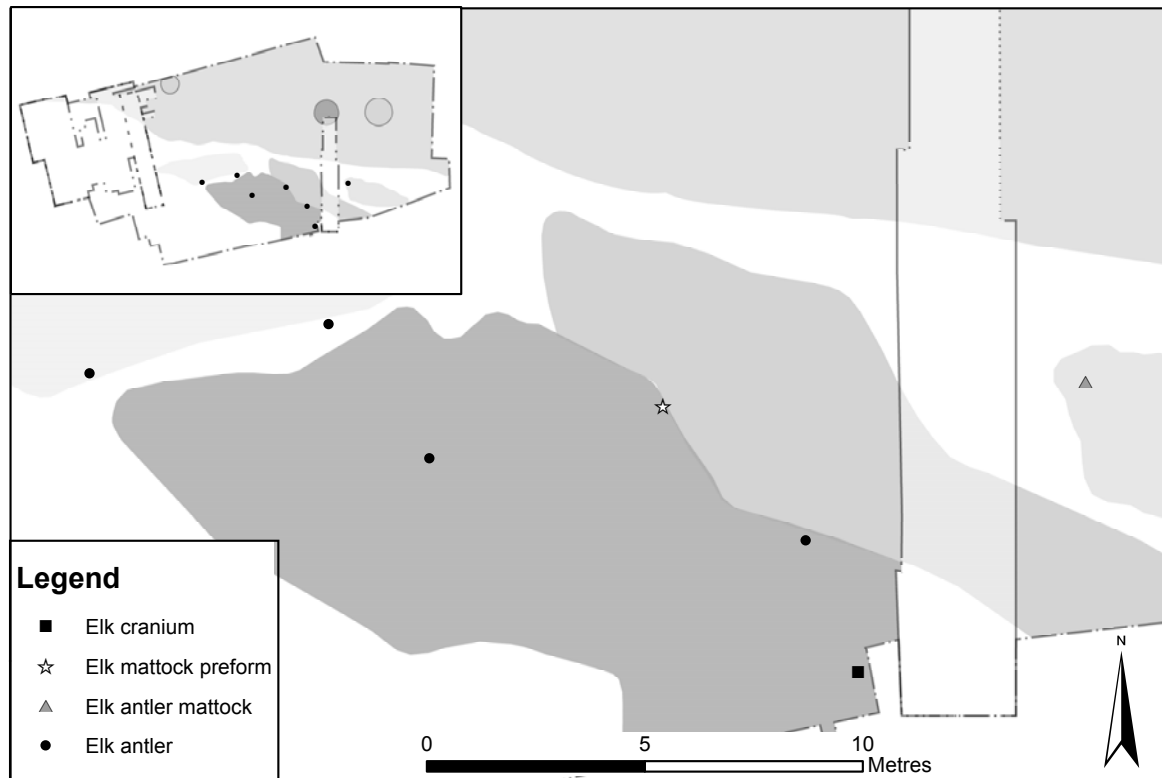 Legend
Elk cranium
Elk mattock preform
Elk antler mattock
Elk antler
0 5 10
Metres
N